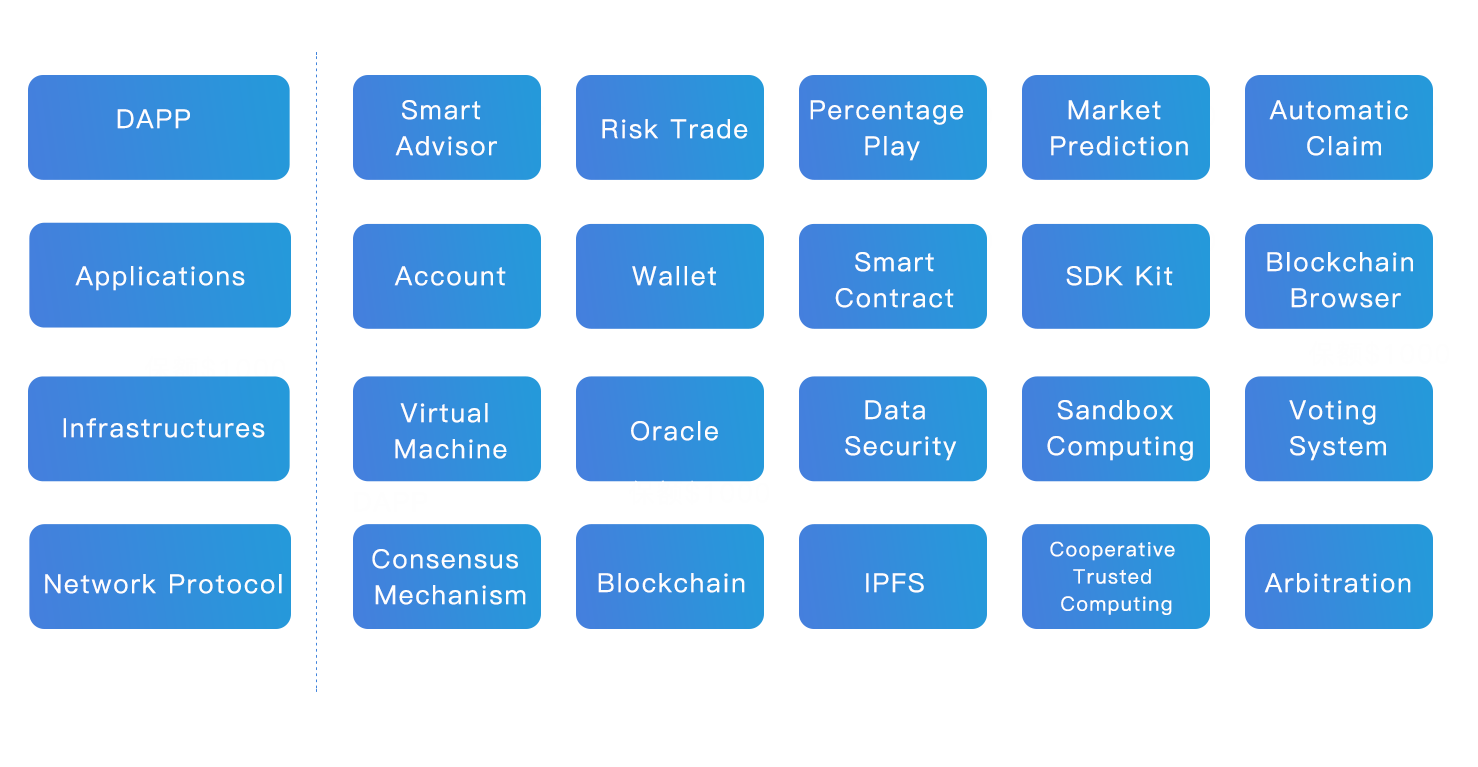 DAPP
Smart
Advisor
Risk Trade
Percentage
Play
Market
Prediction
Automatic
Claim
Applications
Account
Wallet
Smart
Contract
SDK Kit
Blockchain
Browser
Infrastructures
Virtual
Machine
Oracle
Data
Security
Sandbox
Computing
Voting
System
Network Protocol
Consensus
Mechanism
Blockchain
IPFS
Cooperative
Trusted
Computing
Arbitration